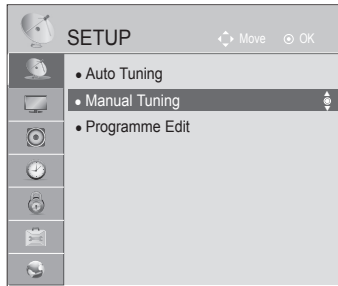 SETUP
Move OK
● Auto Tuning
● Manual Tuning
● Programme Edit